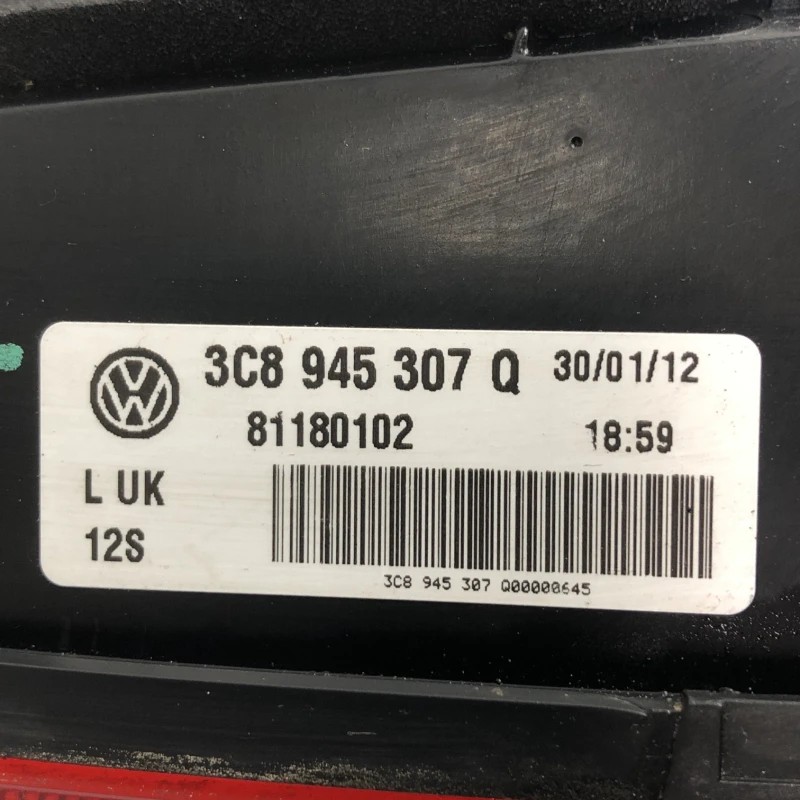 3C8 945 307 Q 30/01/12
81180102 18:59
L UK
12S
3C8 945 307 Q00000645